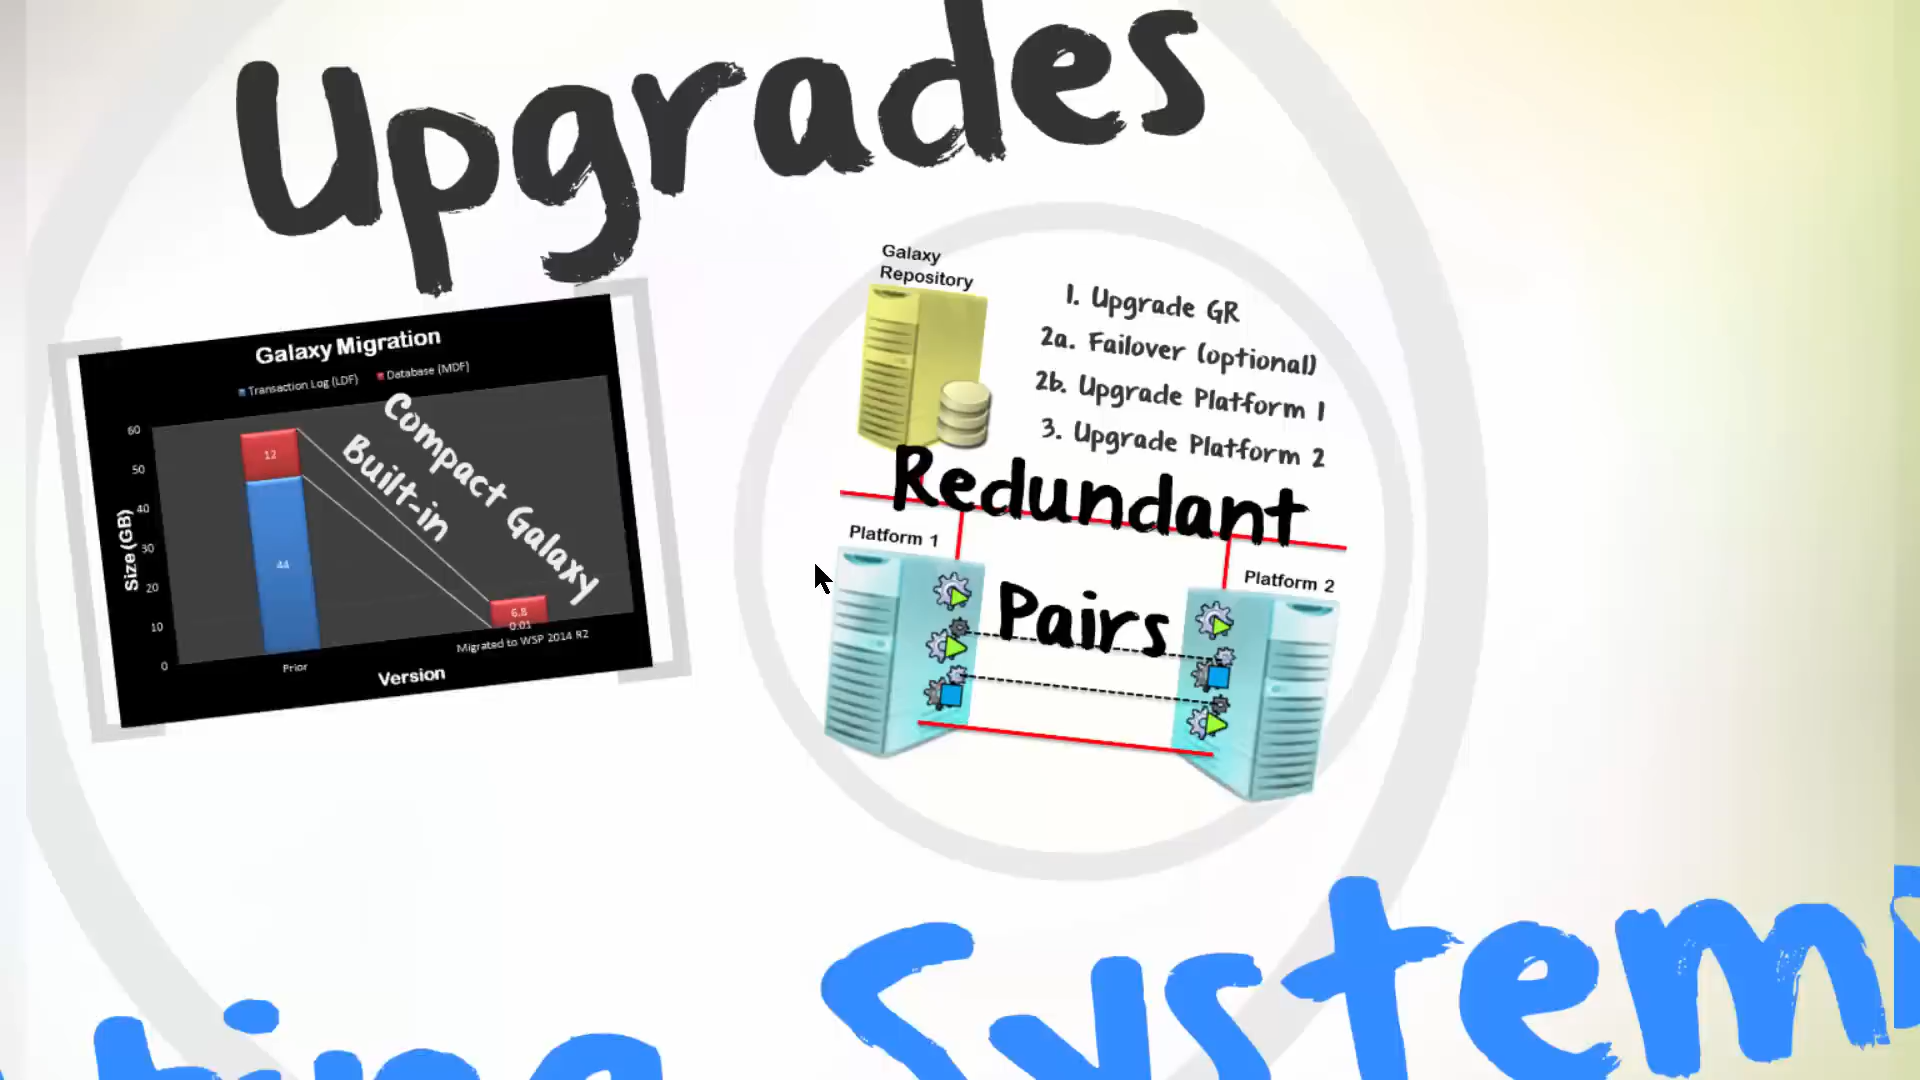 Upgrades
Galaxy Migration
Transaction Log (LDF) Database (MDF)
Compact Galaxy
Built-in
Size (GB)
60
50
40
30
20
10
0
12
44
6.8
0.01
Prior
Migrated to WSP 2014 R2
Version
Galaxy
Repository
1. Upgrade GR
2a. Failover (optional)
2b. Upgrade Platform 1
3. Upgrade Platform 2
Redundant
Pairs
Platform 1
Platform 2
System